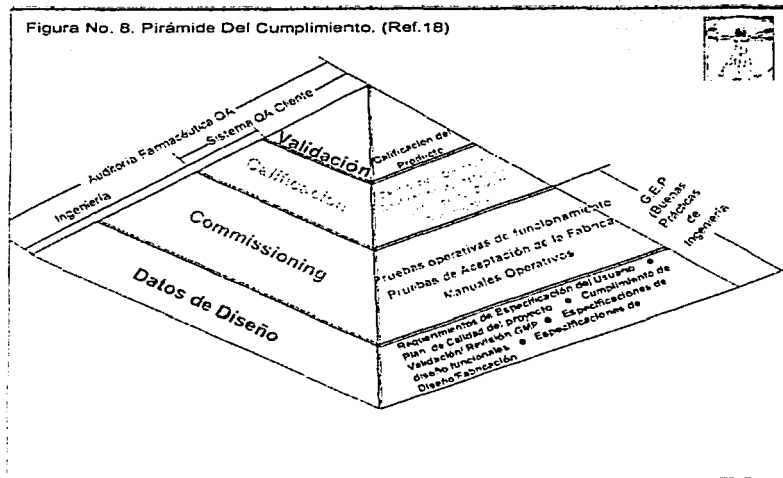 Figura No. 8. Pirámide Del Cumplimiento. (Ref.18)
Auditoria Farmacéutica QA
Sistema QA Cliente
Ingeniería
Validación
Calificación del
Producto
Calificación
Commissioning
Pruebas operativas de funcionamiento
Pruebas de Aceptación de la Fabrica
Manuales Operativos
Datos de Diseño
Requerimientos de Especificación del Usuario ●
Plan de Calidad del proyecto ● Cumplimiento de
Validación/ Revisión GMP ● Especificaciones de
diseño funcionales ● Especificaciones de
Diseño Fabricación
G.E.P
(Buenas
Prácticas
de
Ingeniería